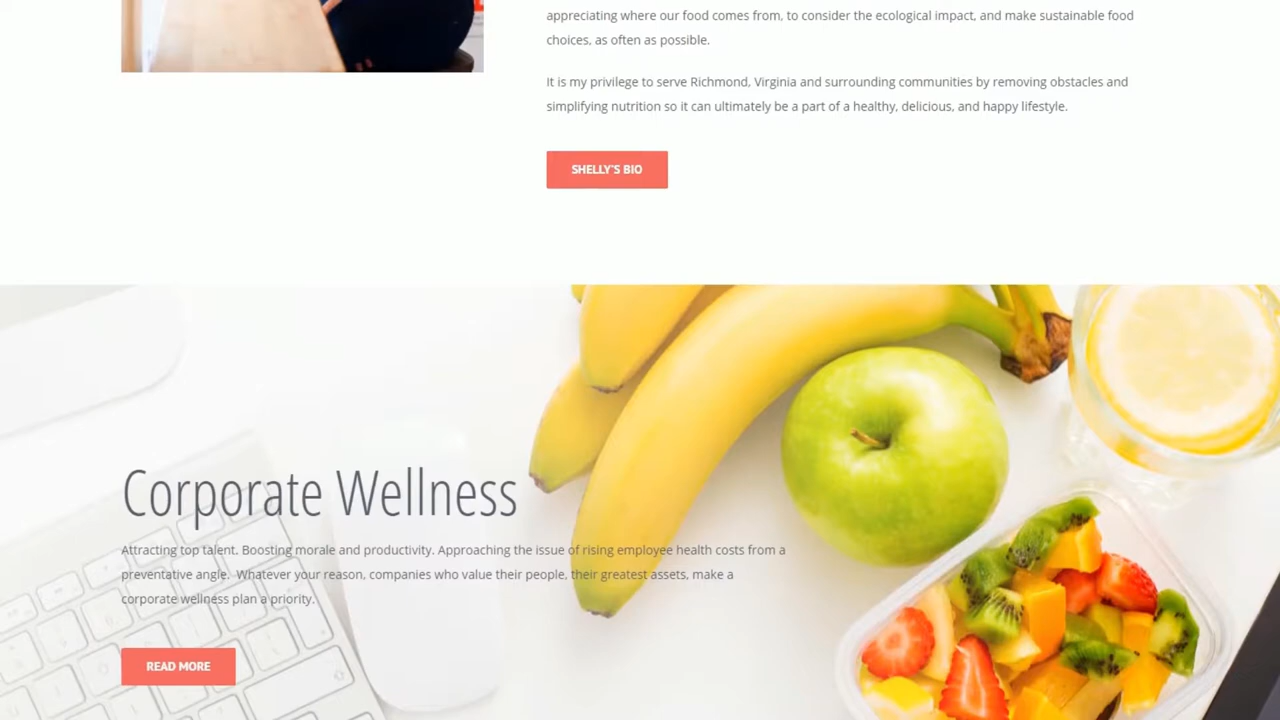 appreciating where our food comes from, to consider the ecological impact, and make sustainable food
choices, as often as possible.
It is my privilege to serve Richmond, Virginia and surrounding communities by removing obstacles and
simplifying nutrition so it can ultimately be a part of a healthy, delicious, and happy lifestyle.
SHELLY'S BIO
Corporate Wellness
Attracting top talent. Boosting morale and productivity. Approaching the issue of rising employee health costs from a
preventative angle. Whatever your reason, companies who value their people, their greatest assets, make a
corporate wellness plan a priority.
READ MORE